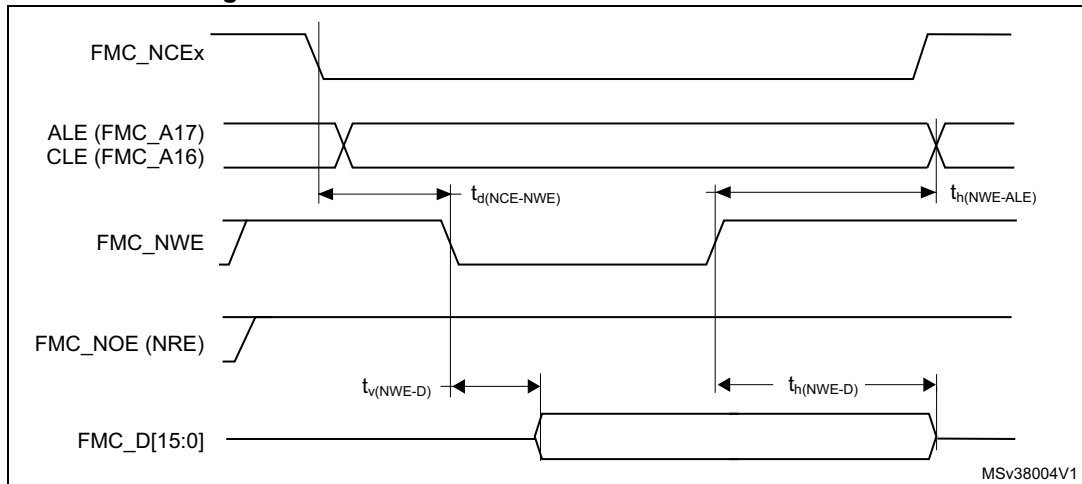 FMC_NCEx
ALE (FMC_A17)
CLE (FMC_A16)
td(NCE-NWE)
th(NWE-ALE)
FMC_NWE
FMC_NOE (NRE)
tv(NWE-D)
th(NWE-D)
FMC_D[15:0]
MSv38004V1